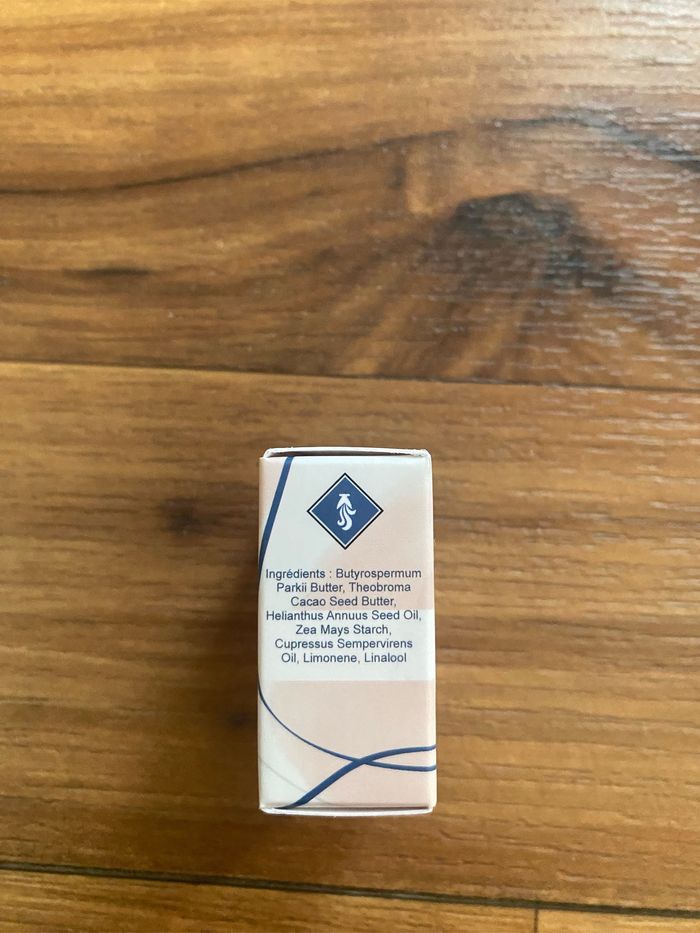 Ingrédients : Butyrospermum
Parkii Butter, Theobroma
Cacao Seed Butter,
Helianthus Annuus Seed Oil,
Zea Mays Starch,
Cupressus Sempervirens
Oil, Limonene, Linalool